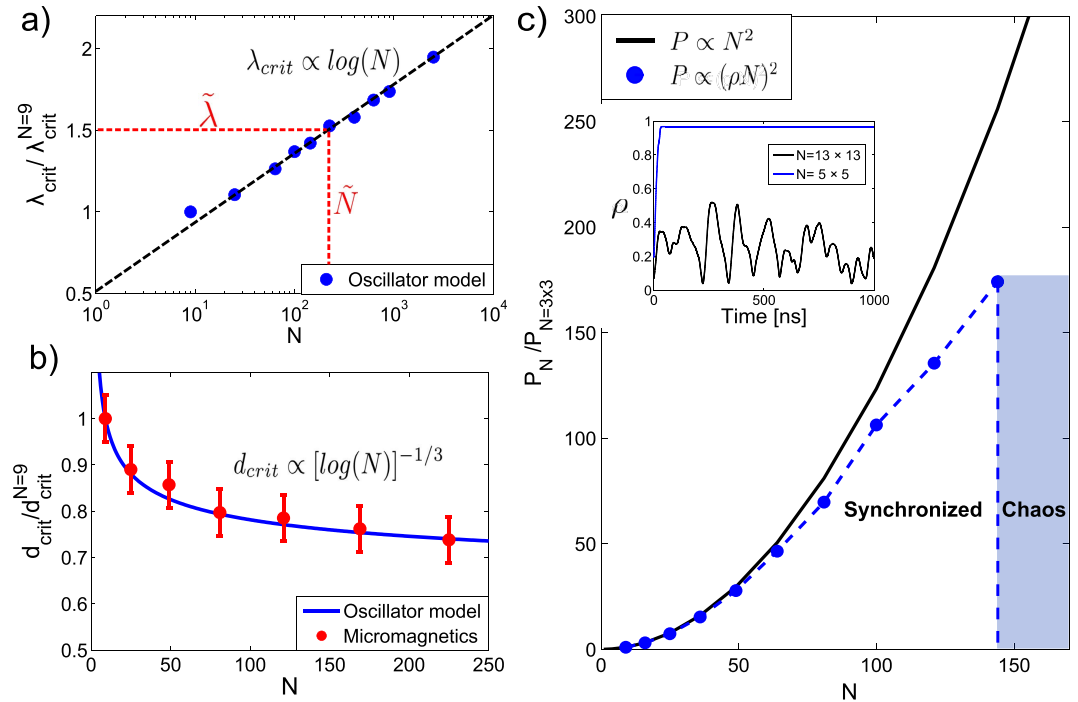 a)
2
1.5
1
0.5
λ_crit / λ_crit^{N=9}
λ_crit ∝ log(N)
λ̃
Ñ
Oscillator model
10^0
10^1
10^2
10^3
10^4
N
b)
1
0.9
0.8
0.7
0.6
0.5
d_crit/d_crit^{N=9}
d_crit ∝ [log(N)]^{-1/3}
Oscillator model
Micromagnetics
0
50
100
150
200
250
N
c)
300
250
200
150
100
50
0
P_N /P_{N=3x3}
P ∝ N^2
P ∝ (ρN)^2
1
0.8
0.6
0.4
0.2
0
ρ
N=13 × 13
N= 5 × 5
0
500
1000
Time [ns]
Synchronized
Chaos
0
50
100
150
N